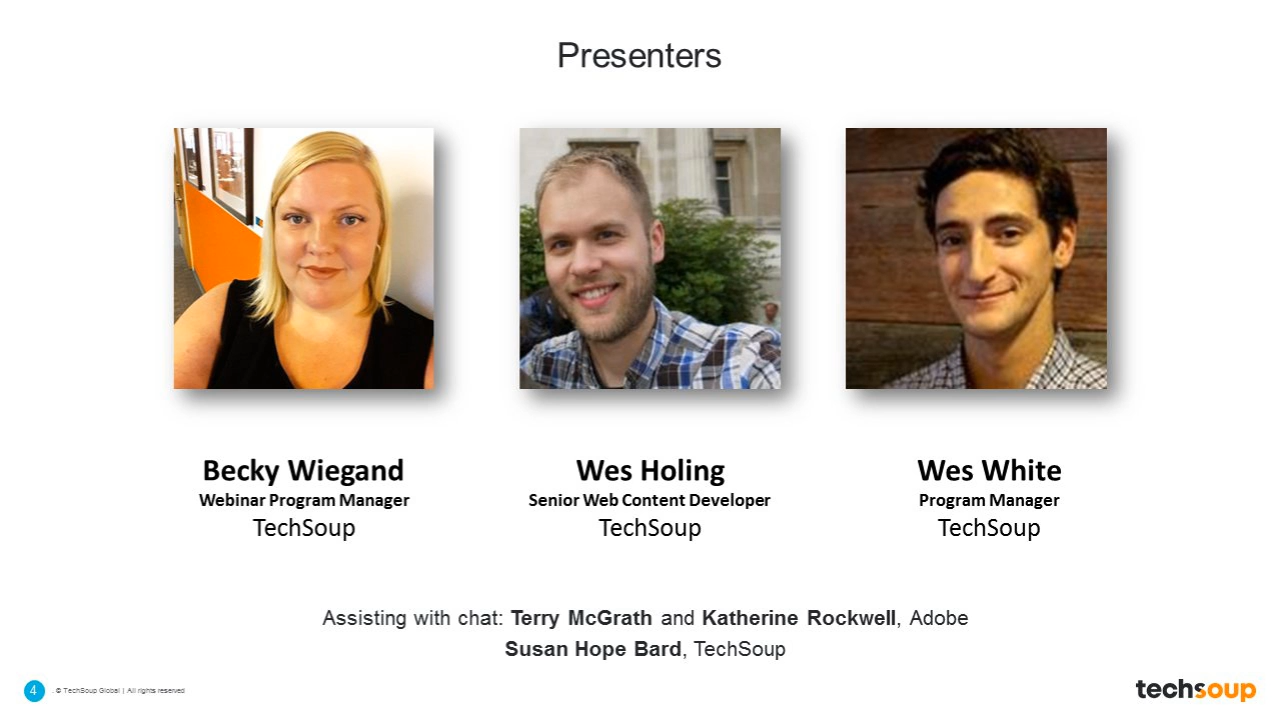 Presenters
Becky Wiegand
Webinar Program Manager
TechSoup
Wes Holing
Senior Web Content Developer
TechSoup
Wes White
Program Manager
TechSoup
Assisting with chat: Terry McGrath and Katherine Rockwell, Adobe
Susan Hope Bard, TechSoup
4
. © TechSoup Global | All rights reserved
techsoup